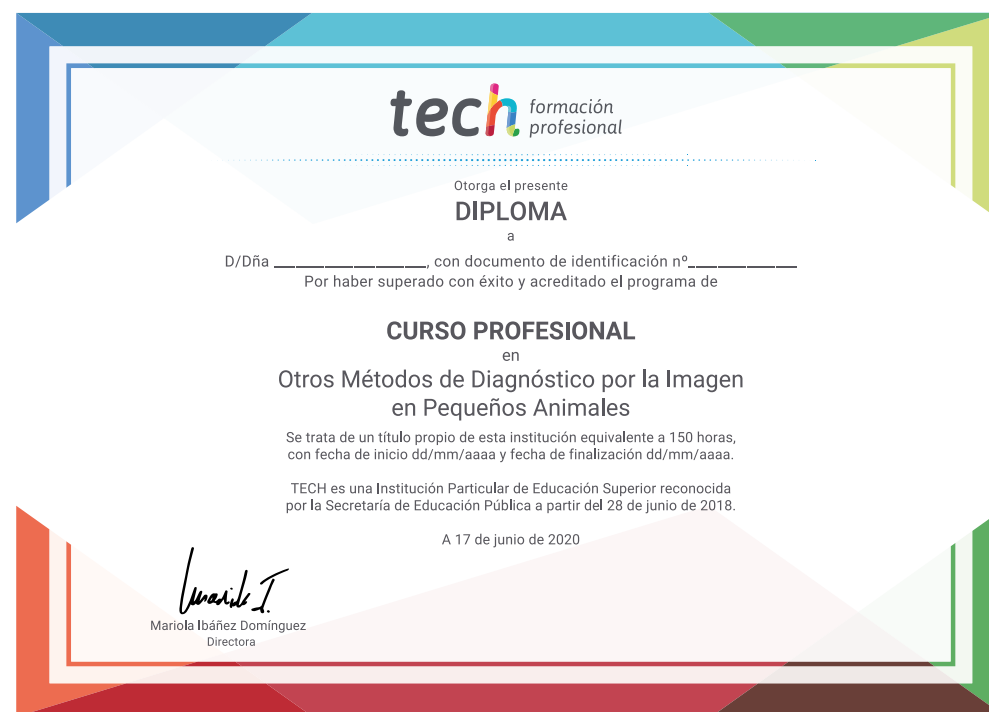 tech formación
profesional
Otorga el presente
DIPLOMA
a
D/Dña ____________________, con documento de identificación nº______________
Por haber superado con éxito y acreditado el programa de
CURSO PROFESIONAL
en
Otros Métodos de Diagnóstico por la Imagen
en Pequeños Animales
Se trata de un título propio de esta institución equivalente a 150 horas,
con fecha de inicio dd/mm/aaaa y fecha de finalización dd/mm/aaaa.
TECH es una Institución Particular de Educación Superior reconocida
por la Secretaría de Educación Pública a partir del 28 de junio de 2018.
A 17 de junio de 2020
Mariola Ibáñez Domínguez
Directora